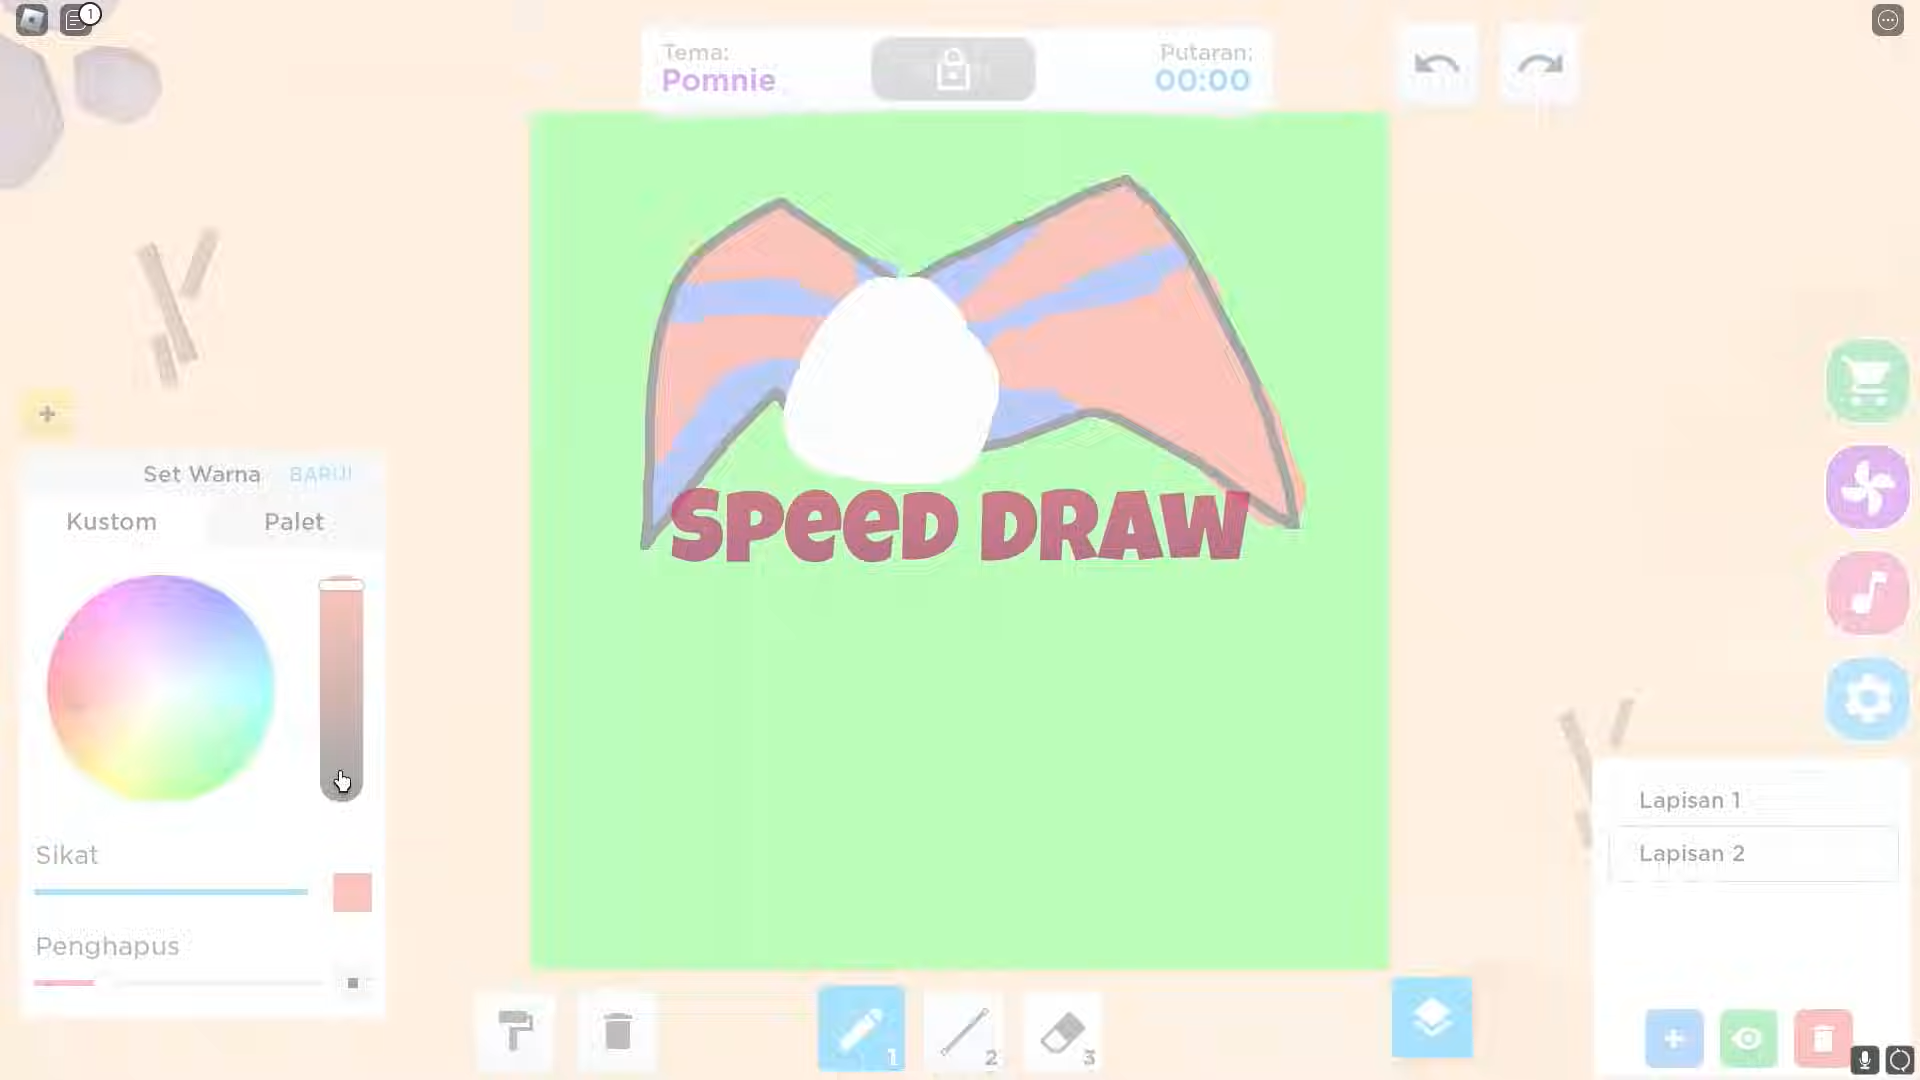 1
Tema:
Pomnie
Putaran:
00:00
Set Warna
BARU!
Kustom
Palet
SPEED DRAW
Sikat
Penghapus
Lapisan 1
Lapisan 2
1
2
3